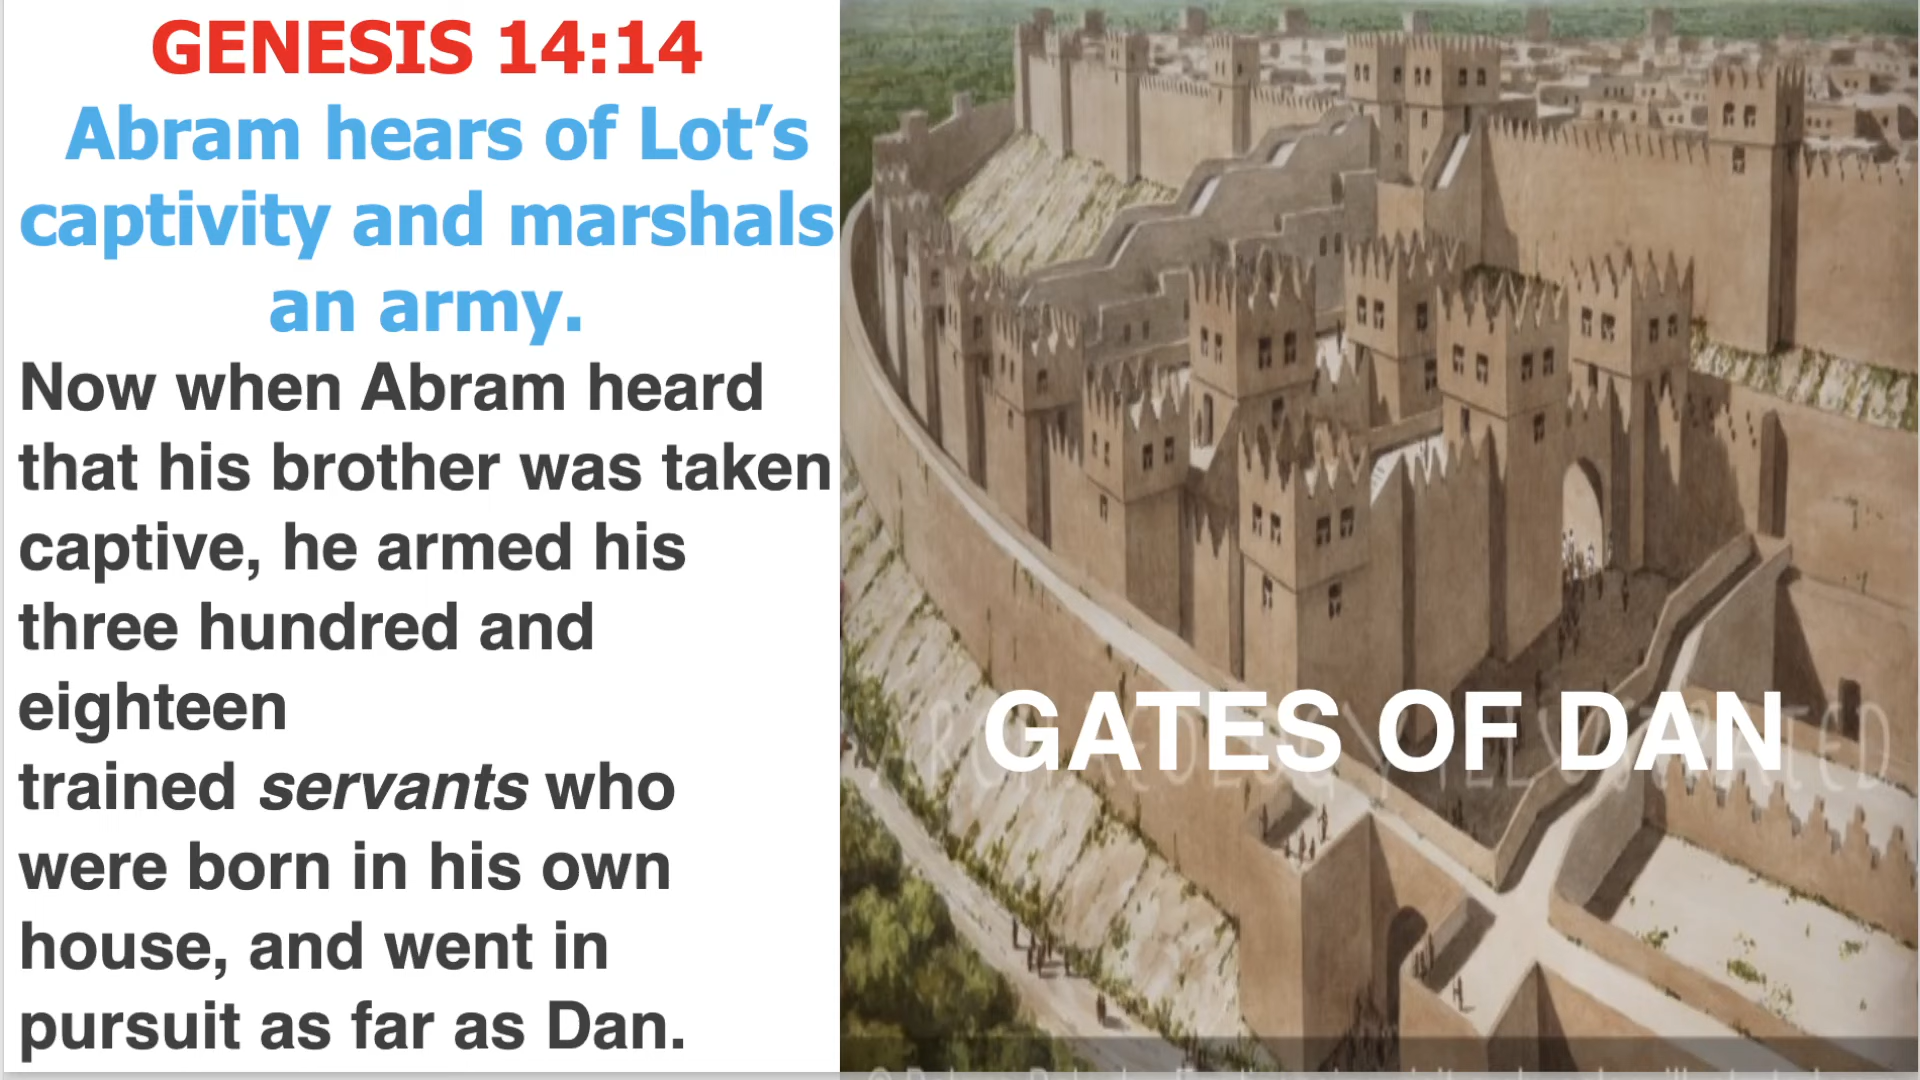 GENESIS 14:14
Abram hears of Lot’s
captivity and marshals
an army.
Now when Abram heard
that his brother was taken
captive, he armed his
three hundred and
eighteen
trained servants who
were born in his own
house, and went in
pursuit as far as Dan.
GATES OF DAN